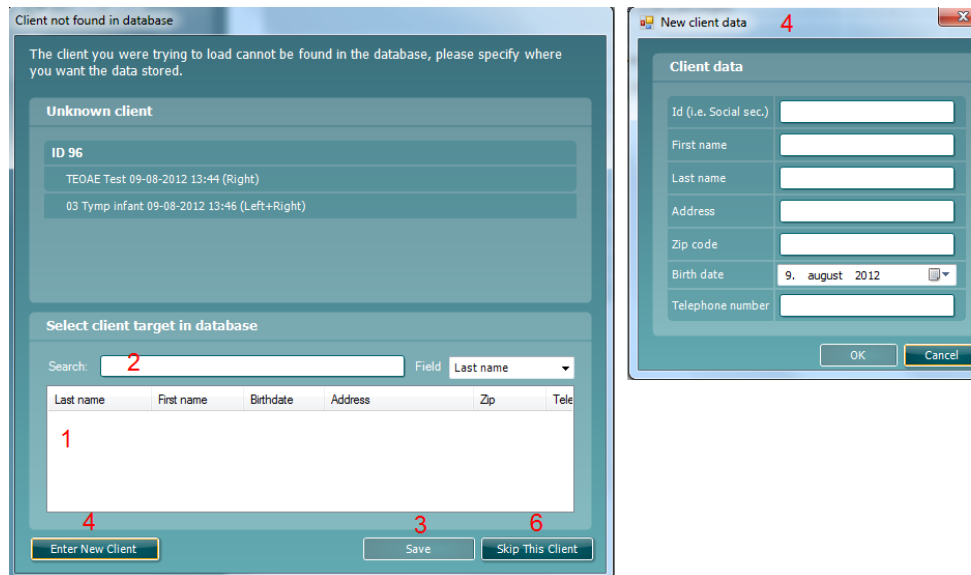 Client not found in database
The client you were trying to load cannot be found in the database, please specify where
you want the data stored.
Unknown client
ID 96
TEOAE Test 09-08-2012 13:44 (Right)
03 Tymp infant 09-08-2012 13:46 (Left+Right)
Select client target in database
Search: 2 Field Last name
Last name First name Birthdate Address Zip Tele
1
4 3 6
Enter New Client Save Skip This Client
New client data 4 X
Client data
Id (i.e. Social sec.)
First name
Last name
Address
Zip code
Birth date 9. august 2012
Telephone number
OK Cancel